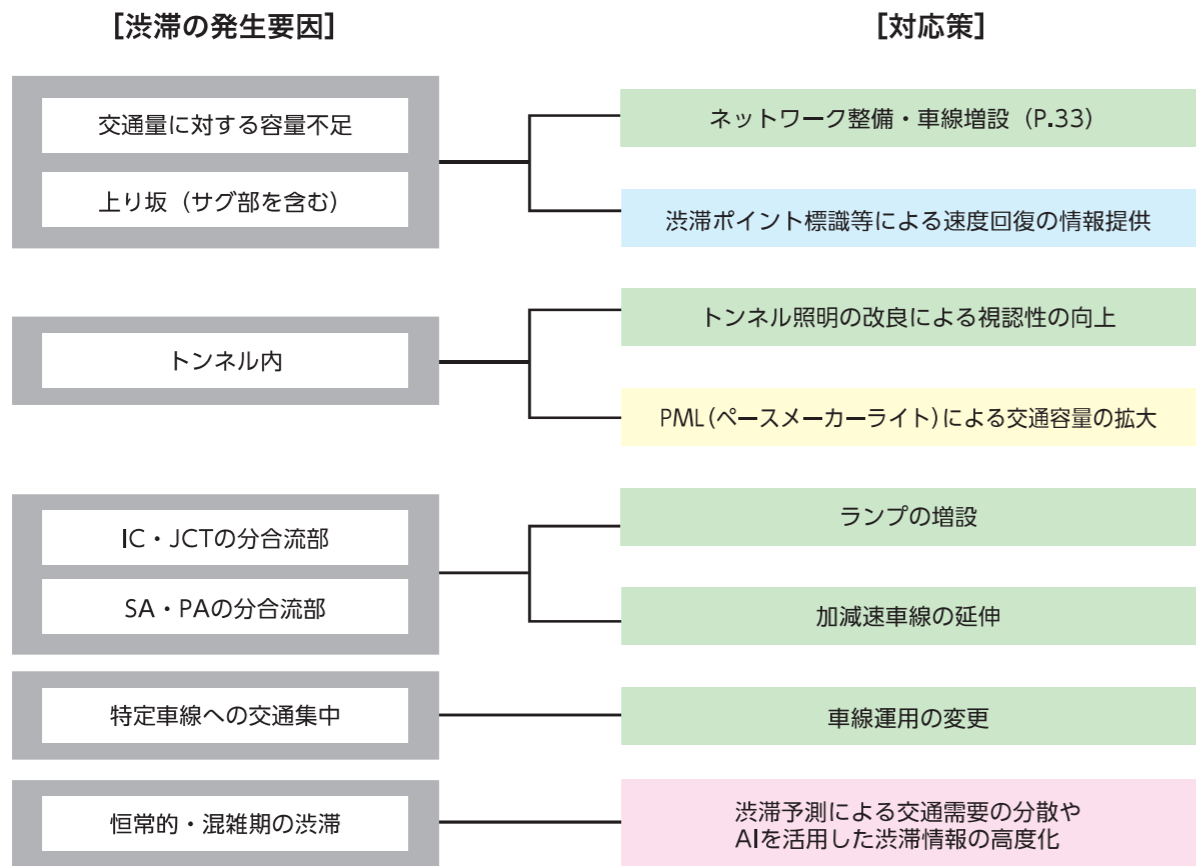 [渋滞の発生要因]
[対応策]
交通量に対する容量不足
上り坂（サグ部を含む）
ネットワーク整備・車線増設（P.33）
渋滞ポイント標識等による速度回復の情報提供
トンネル内
トンネル照明の改良による視認性の向上
PML（ペースメーカーライト）による交通容量の拡大
IC・JCTの分合流部
SA・PAの分合流部
ランプの増設
加減速車線の延伸
特定車線への交通集中
車線運用の変更
恒常的・混雑期の渋滞
渋滞予測による交通需要の分散や
AIを活用した渋滞情報の高度化